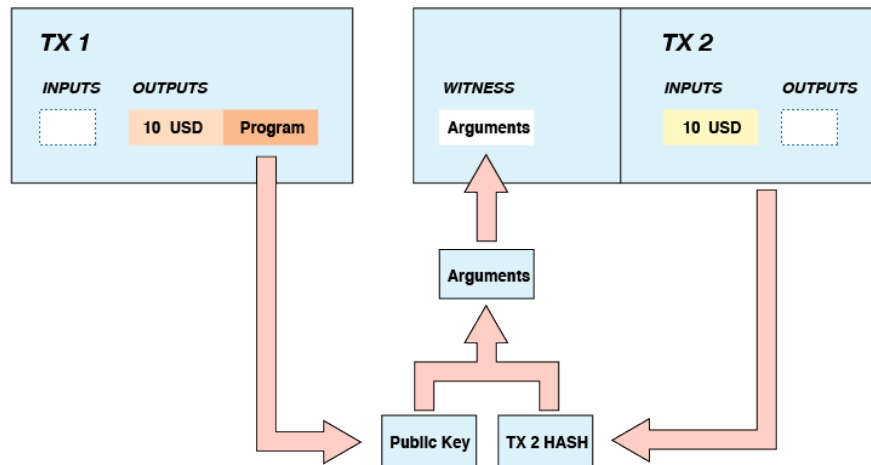 TX 1
INPUTS OUTPUTS
10 USD Program
WITNESS
Arguments
TX 2
INPUTS OUTPUTS
10 USD
Arguments
Public Key
TX 2 HASH